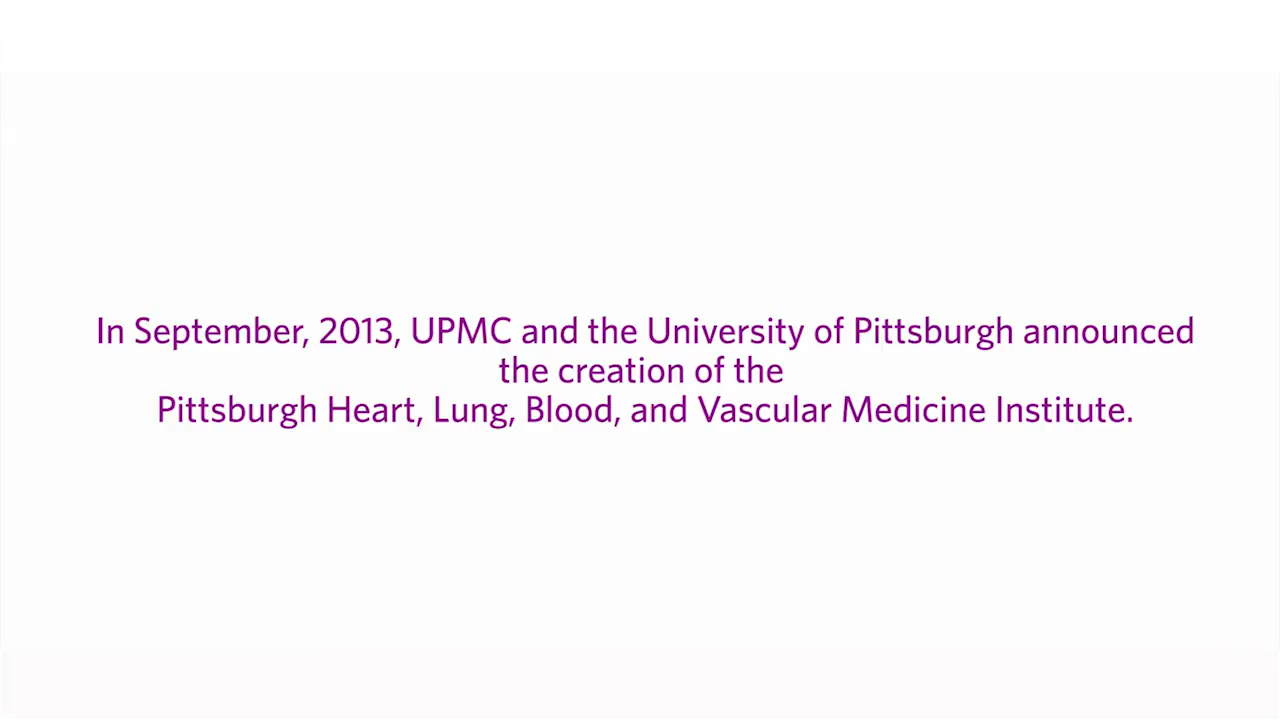 In September, 2013, UPMC and the University of Pittsburgh announced
the creation of the
Pittsburgh Heart, Lung, Blood, and Vascular Medicine Institute.